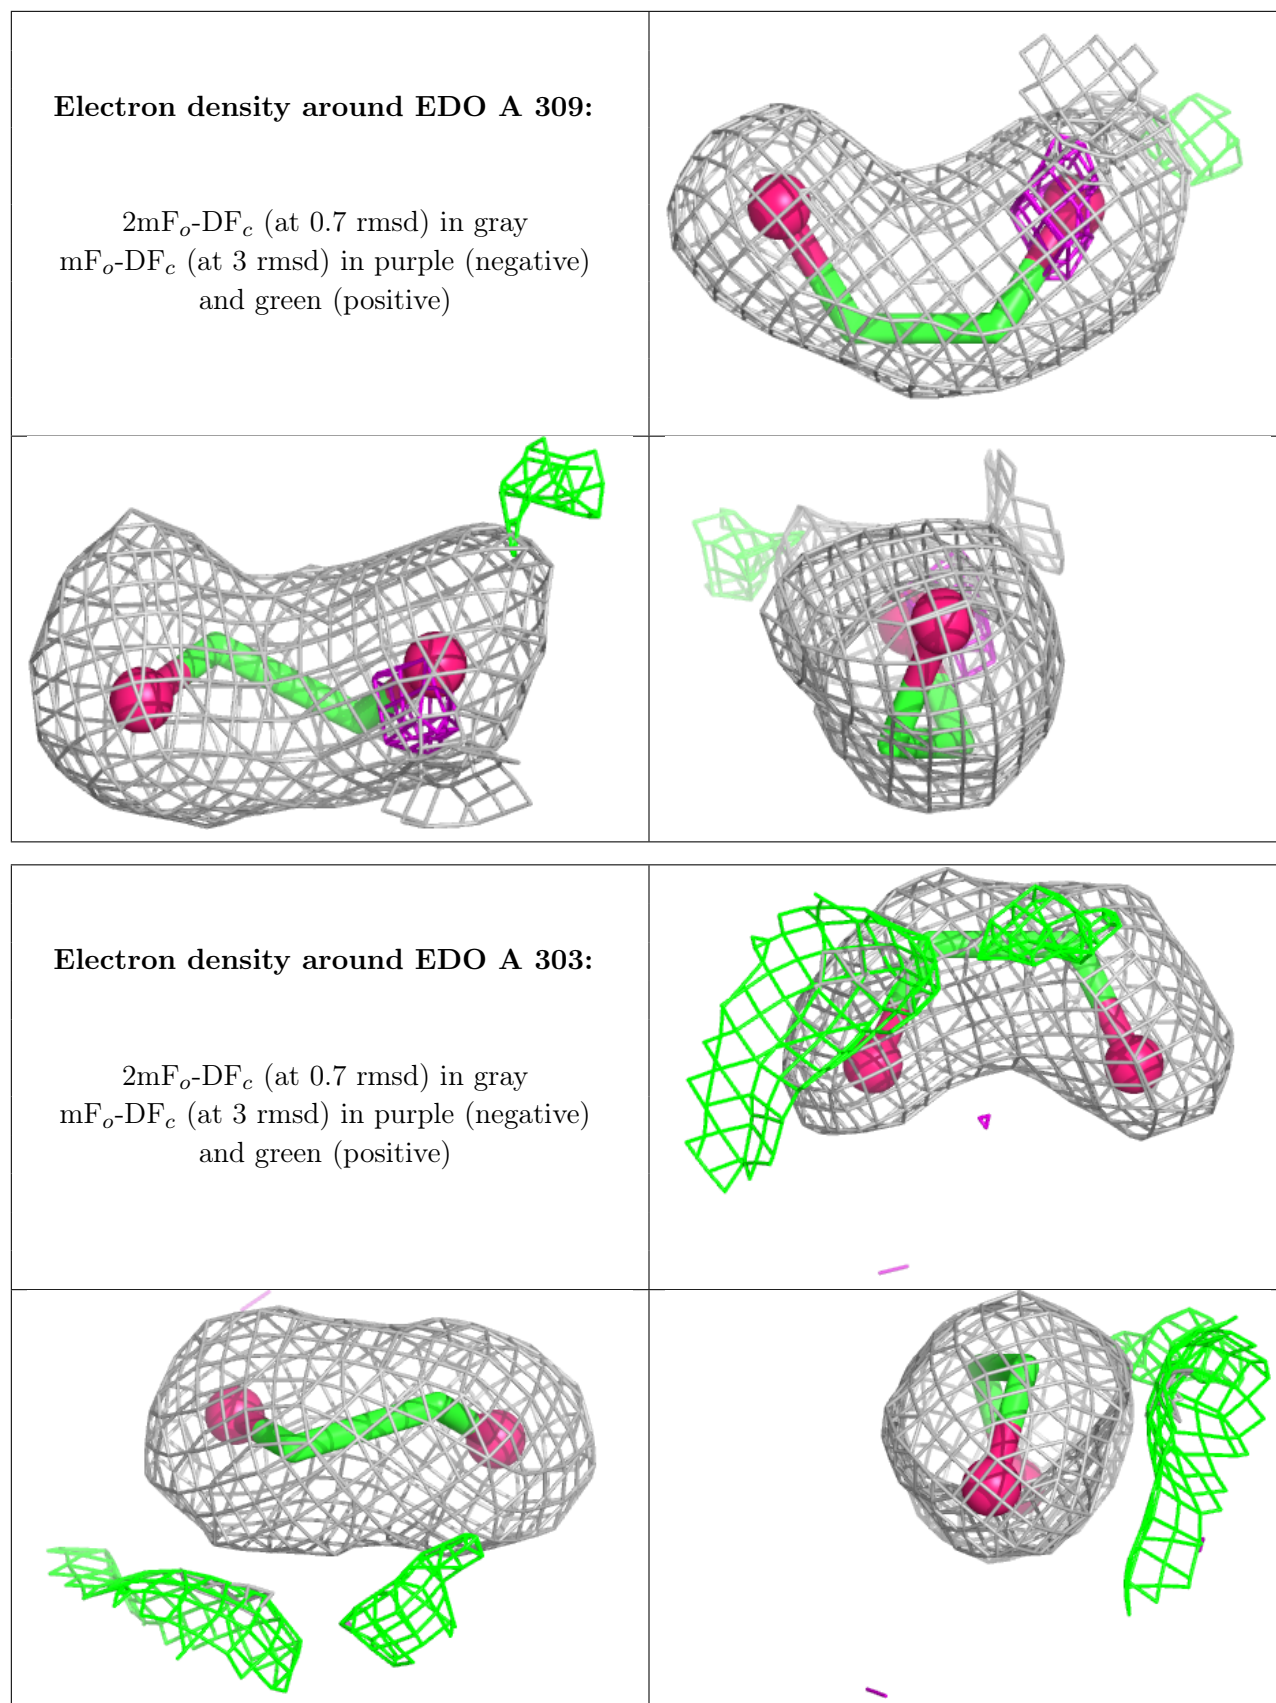 Electron density around EDO A 309:
2mFo-DFc (at 0.7 rmsd) in gray
mFo-DFc (at 3 rmsd) in purple (negative)
and green (positive)
Electron density around EDO A 303:
2mFo-DFc (at 0.7 rmsd) in gray
mFo-DFc (at 3 rmsd) in purple (negative)
and green (positive)